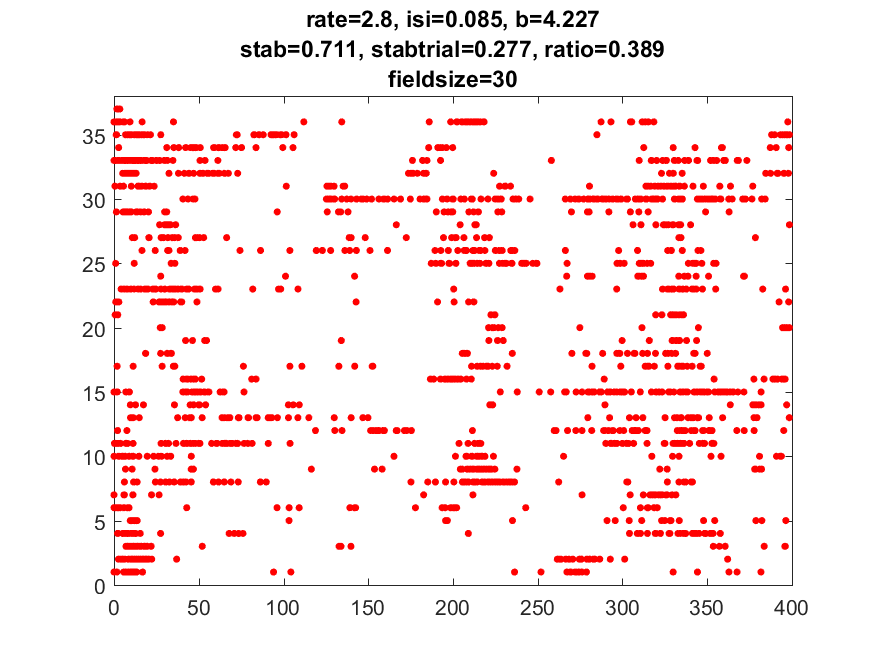 rate=2.8, isi=0.085, b=4.227
stab=0.711, stabtrial=0.277, ratio=0.389
fieldsize=30
35
30
25
20
15
10
5
0
0 50 100 150 200 250 300 350 400